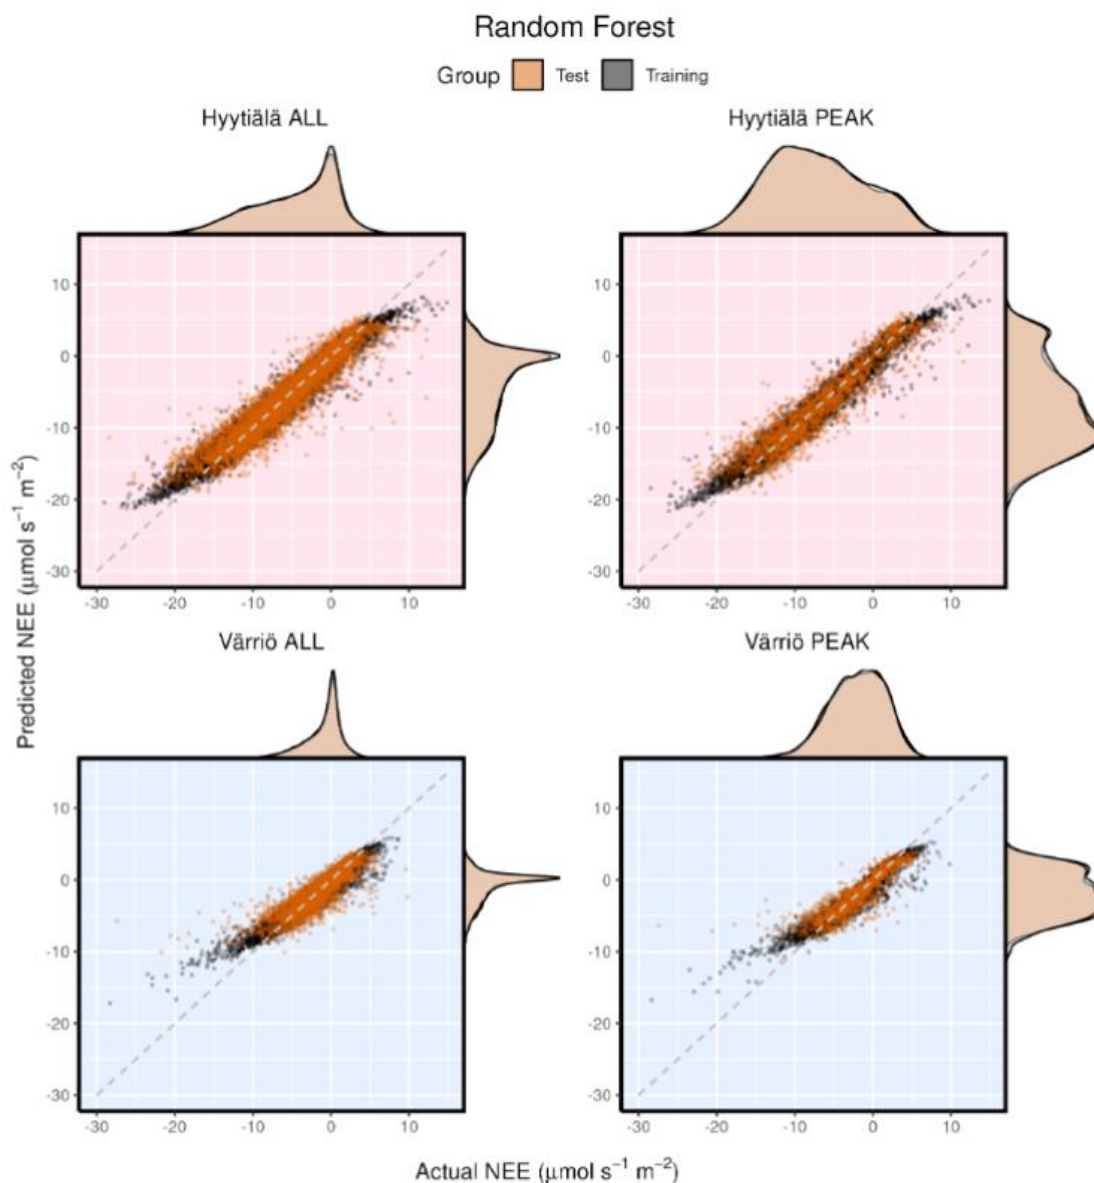 Random Forest
Group Test Training
Hyytiälä ALL
Hyytiälä PEAK
10
0
-10
-20
-30
-30 -20 -10 0 10
10
0
-10
-20
-30
-30 -20 -10 0 10
Predicted NEE (μmol s⁻¹ m⁻²)
Värriö ALL
Värriö PEAK
10
0
-10
-20
-30
-30 -20 -10 0 10
10
0
-10
-20
-30
-30 -20 -10 0 10
Actual NEE (μmol s⁻¹ m⁻²)